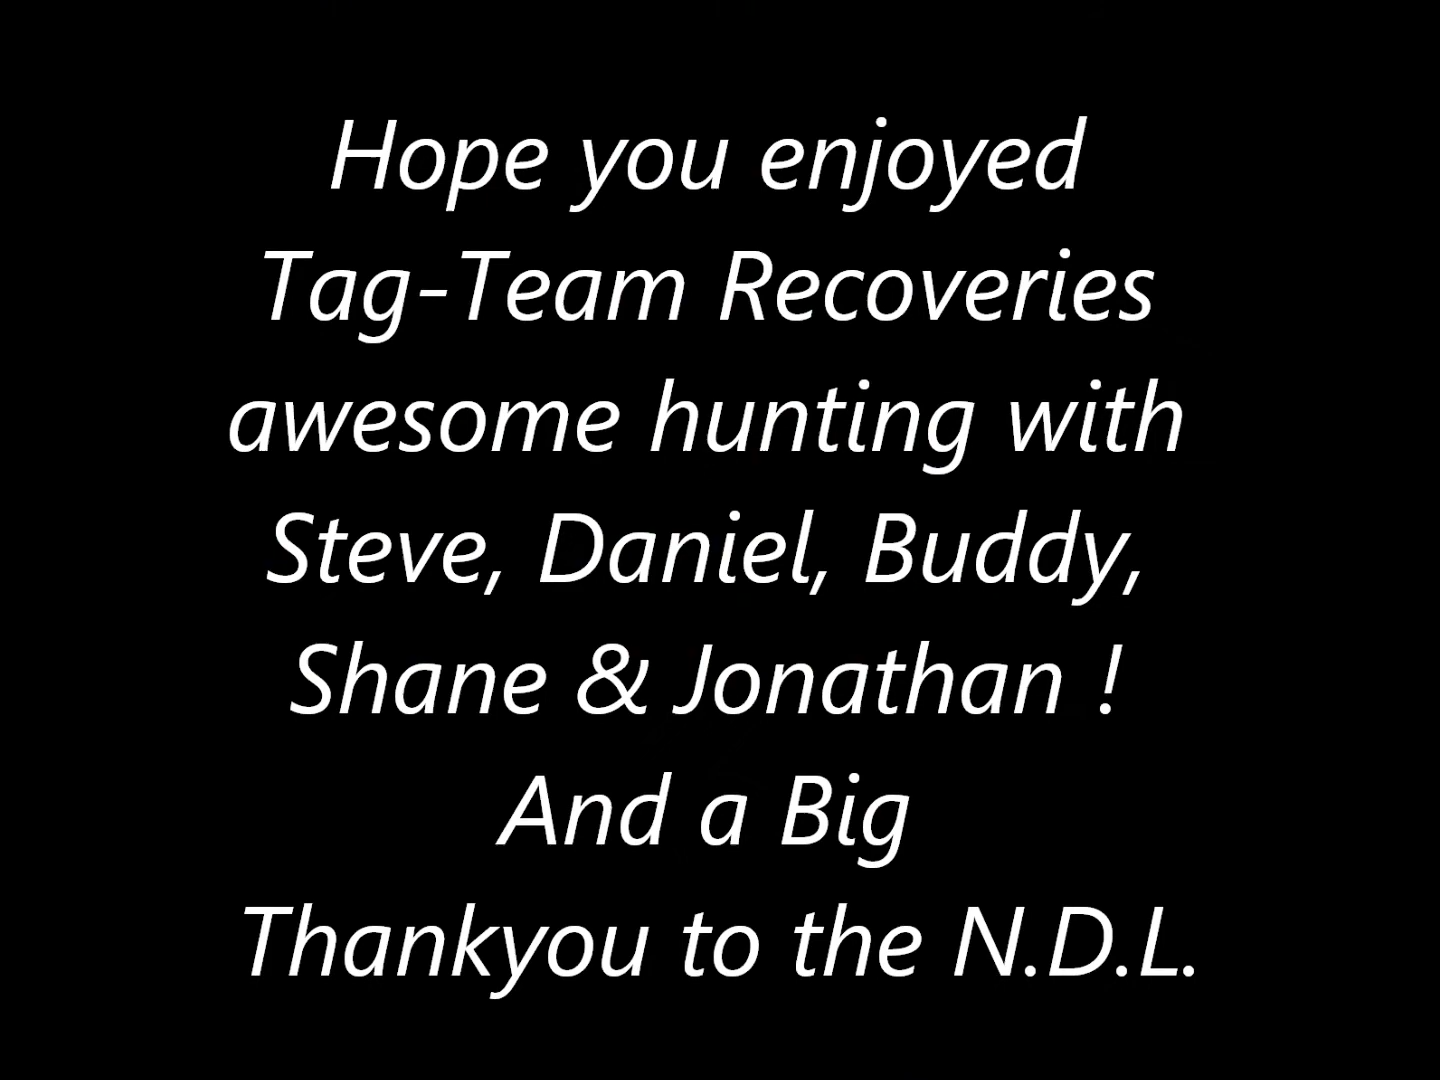 Hope you enjoyed
Tag-Team Recoveries
awesome hunting with
Steve, Daniel, Buddy,
Shane & Jonathan !
And a Big
Thankyou to the N.D.L.